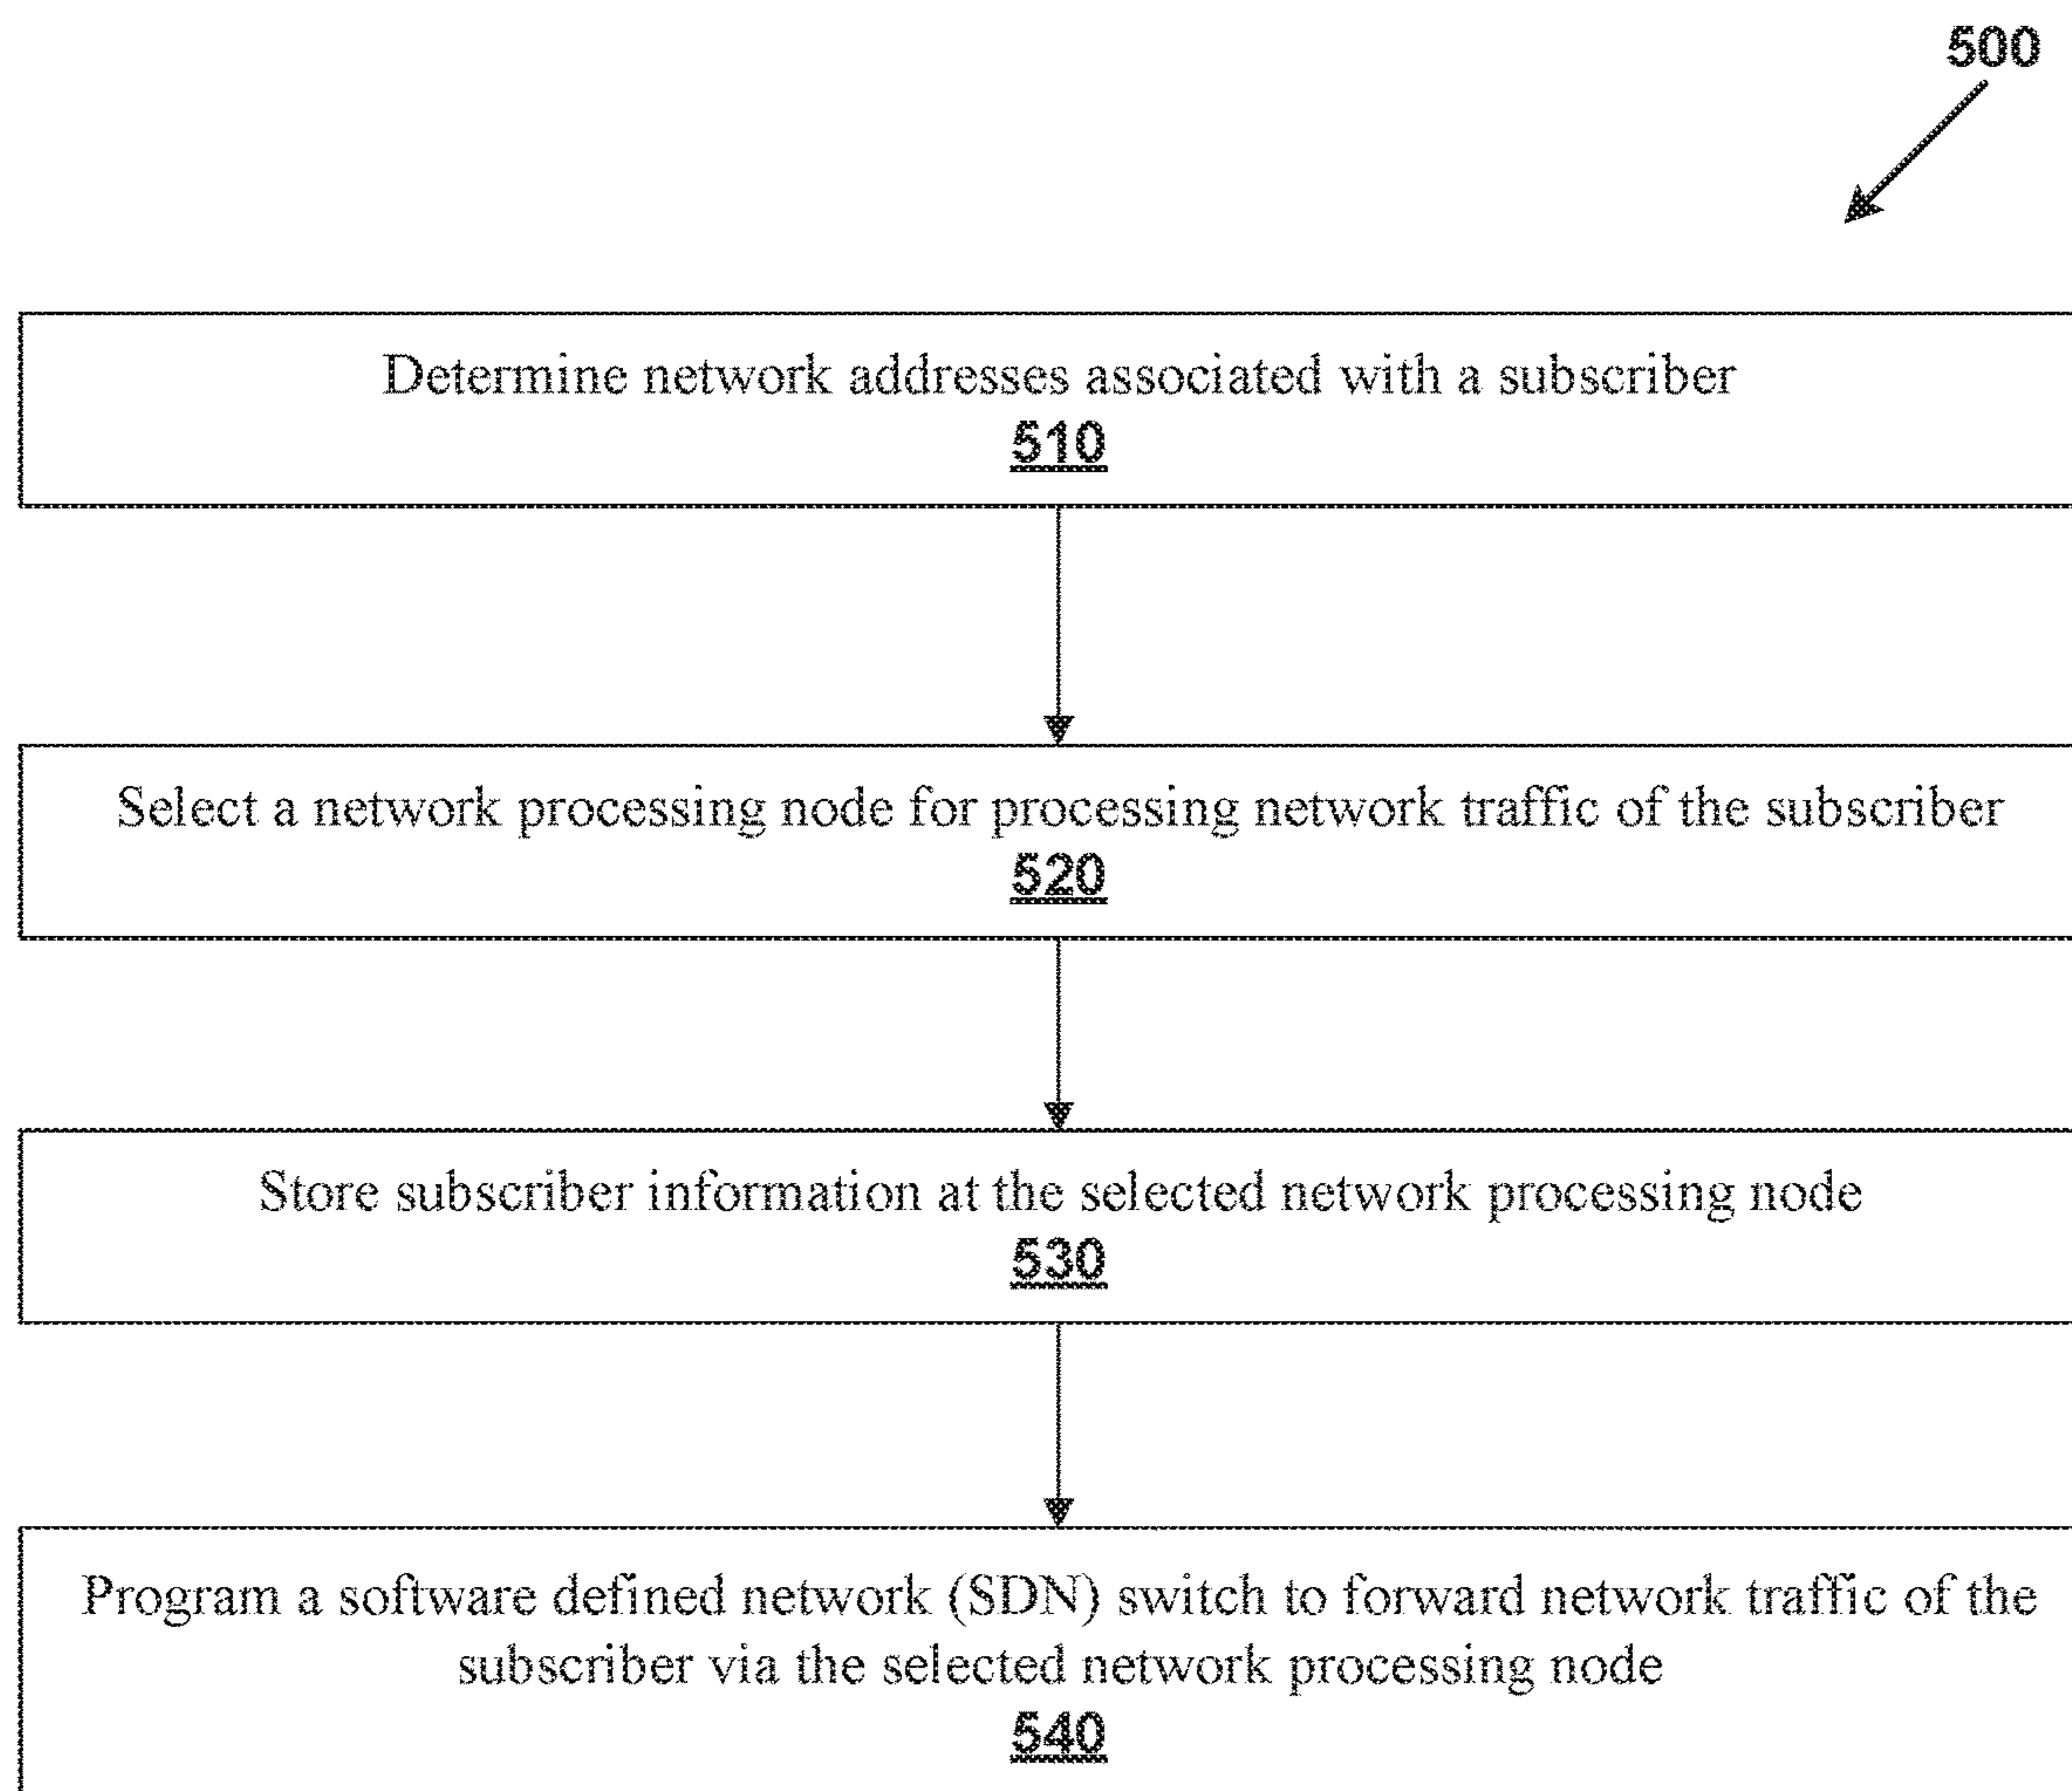 500
Determine network addresses associated with a subscriber
510
Select a network processing node for processing network traffic of the subscriber
520
Store subscriber information at the selected network processing node
530
Program a software defined network (SDN) switch to forward network traffic of the
subscriber via the selected network processing node
540